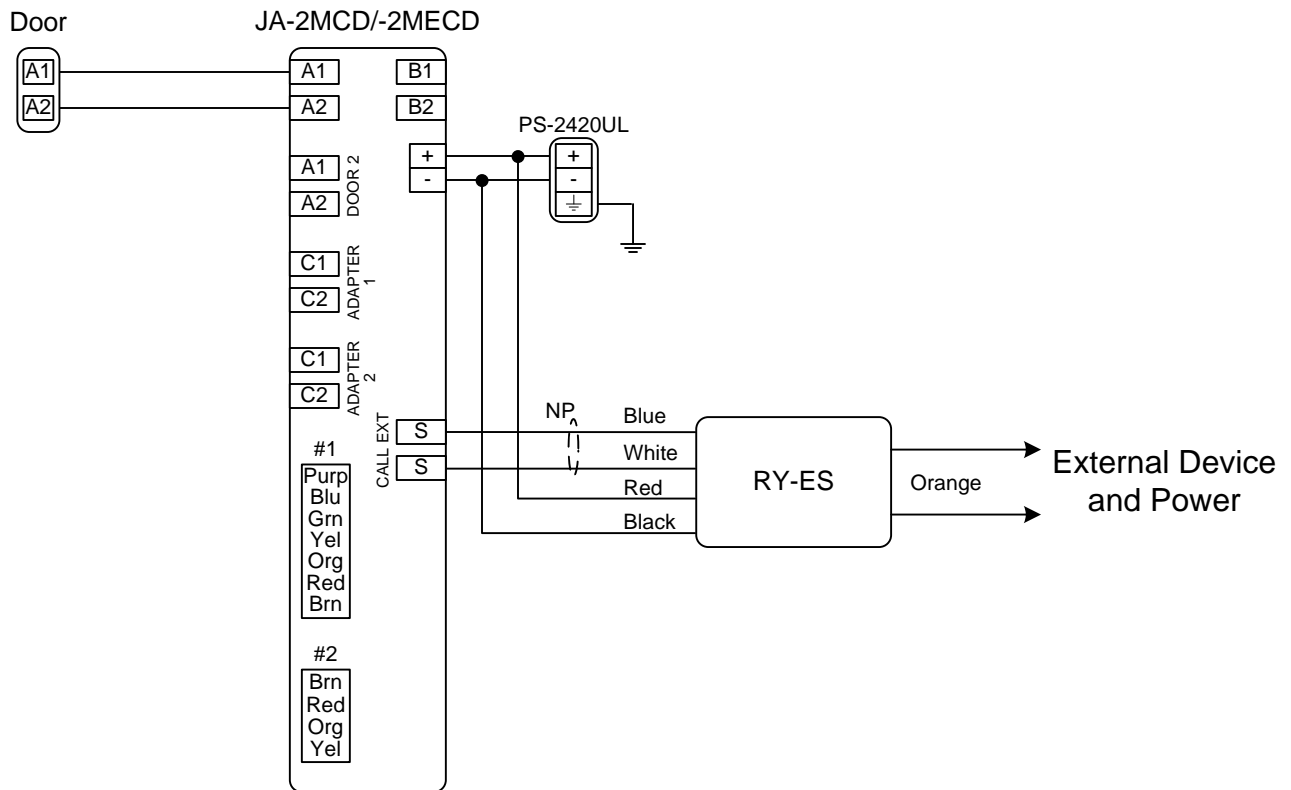 Door
JA-2MCD/-2MECD
A1
A2
A1
A2
B1
B2
PS-2420UL
+
-
+
-
A1
A2
DOOR 2
C1
C2
ADAPTER
1
C1
C2
ADAPTER
2
CALL EXT
S
S
NP
Blue
White
Red
Black
RY-ES
Orange
External Device
and Power
#1
Purp
Blu
Grn
Yel
Org
Red
Brn
#2
Brn
Red
Org
Yel